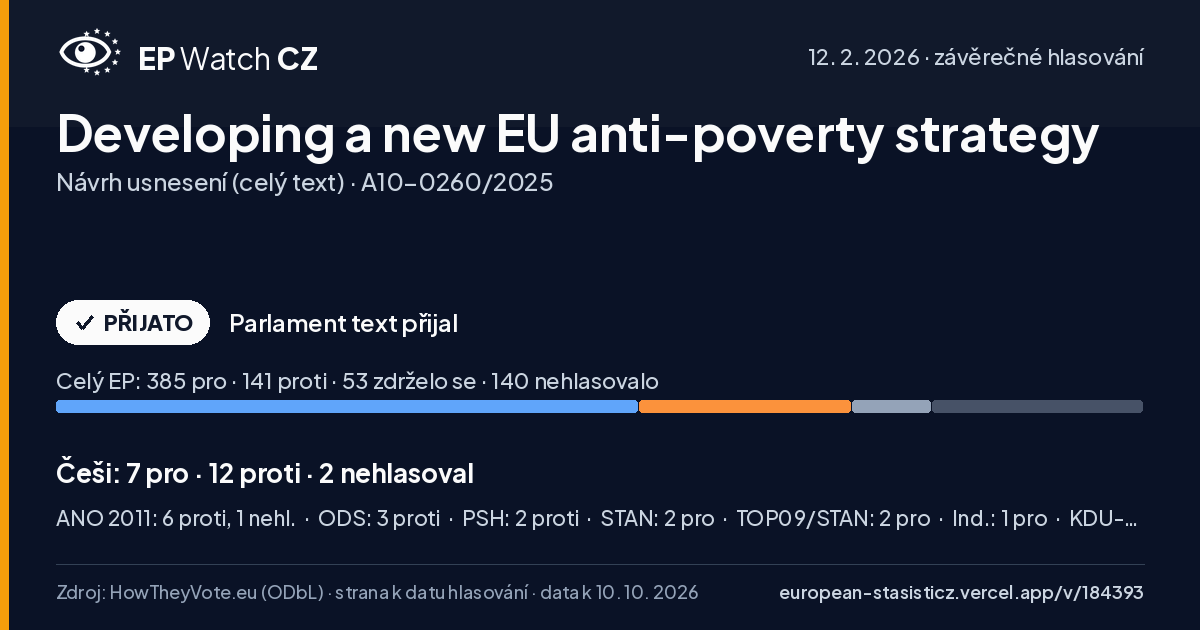 EP Watch CZ
12. 2. 2026 · závěrečné hlasování
Developing a new EU anti-poverty strategy
Návrh usnesení (celý text) · A10-0260/2025
✓ PŘIJATO
Parlament text přijal
Celý EP: 385 pro · 141 proti · 53 zdrželo se · 140 nehlasovalo
Češi: 7 pro · 12 proti · 2 nehlasoval
ANO 2011: 6 proti, 1 nehl. · ODS: 3 proti · PSH: 2 proti · STAN: 2 pro · TOP09/STAN: 2 pro · Ind.: 1 pro · KDU-…
Zdroj: HowTheyVote.eu (ODbL) · strana k datu hlasování · data k 10. 10. 2026
european-stasisticz.vercel.app/v/184393